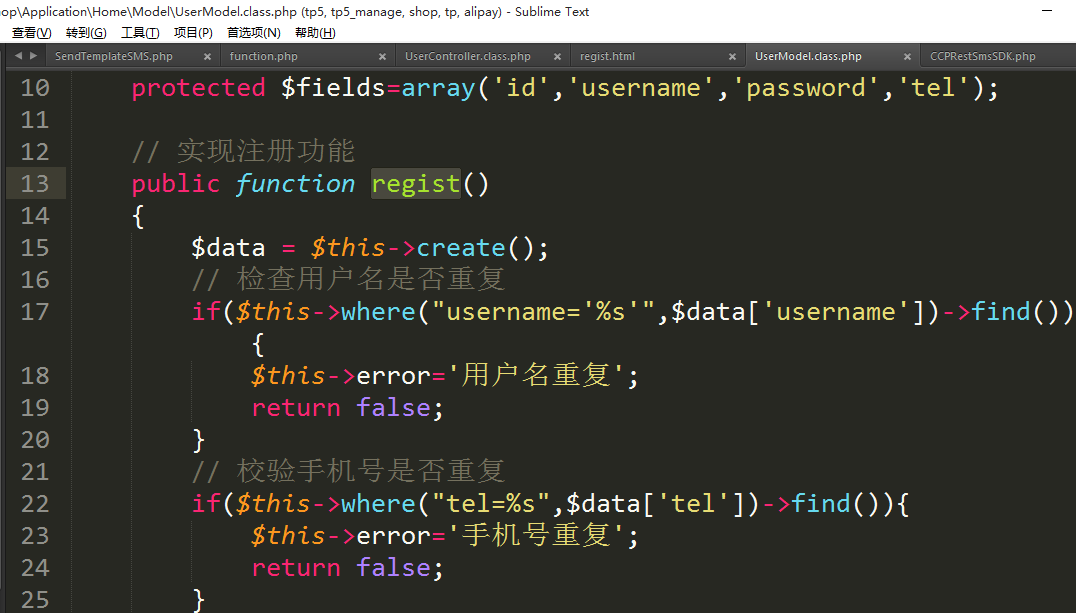 op\Application\Home\Model\UserModel.class.php (tp5, tp5_manage, shop, tp, alipay) - Sublime Text
查看(V) 转到(G) 工具(T) 项目(P) 首选项(N) 帮助(H)
SendTemplateSMS.php × function.php × UserController.class.php × regist.html × UserModel.class.php × CCPRestSmsSDK.php
10 protected $fields=array('id','username','password','tel');
11
12 // 实现注册功能
13 public function regist()
14 {
15 $data = $this->create();
16 // 检查用户名是否重复
17 if($this->where("username='%s'",$data['username'])->find())
{
18 $this->error='用户名重复';
19 return false;
20 }
21 // 校验手机号是否重复
22 if($this->where("tel=%s",$data['tel'])->find()){
23 $this->error='手机号重复';
24 return false;
25 }